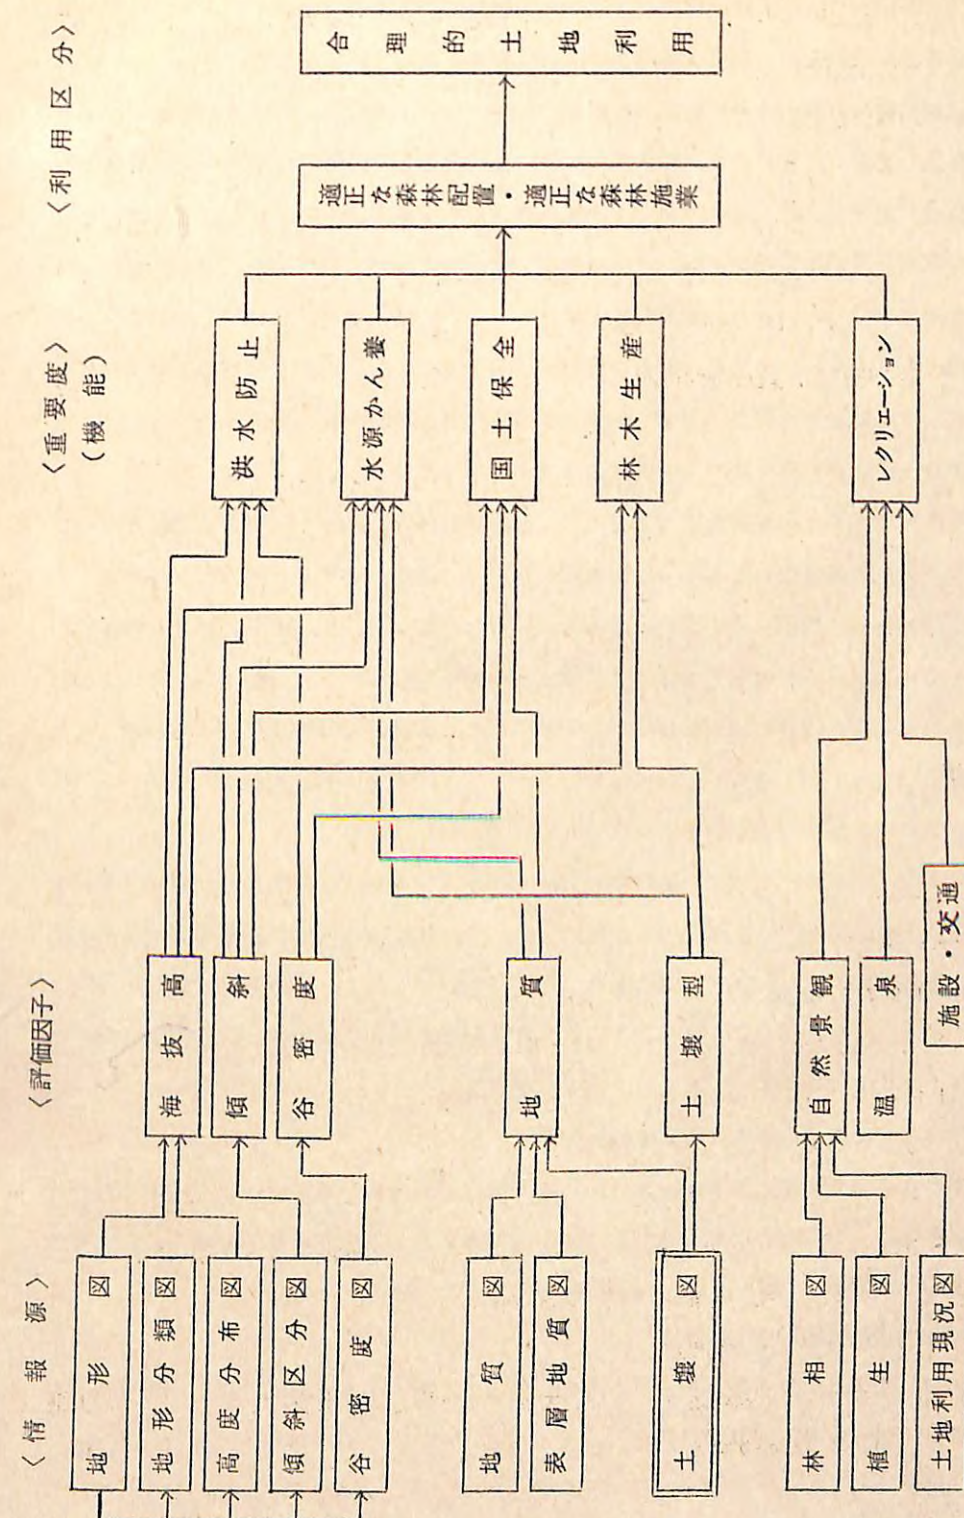 〈情報源〉
地形図
地形分類図
高度分布図
傾斜区分図
谷密度図
地質図
表層地質図
土壌図
林相図
植生図
土地利用現況図
〈評価因子〉
海抜高
傾斜
谷密度
地質
土壌型
自然景観
温泉
施設・交通
〈重要度〉
(機能)
洪水防止
水源かん養
国土保全
林木生産
レクリエーション
〈利用区分〉
適正な森林配置・適正な森林施業
合理的土地利用